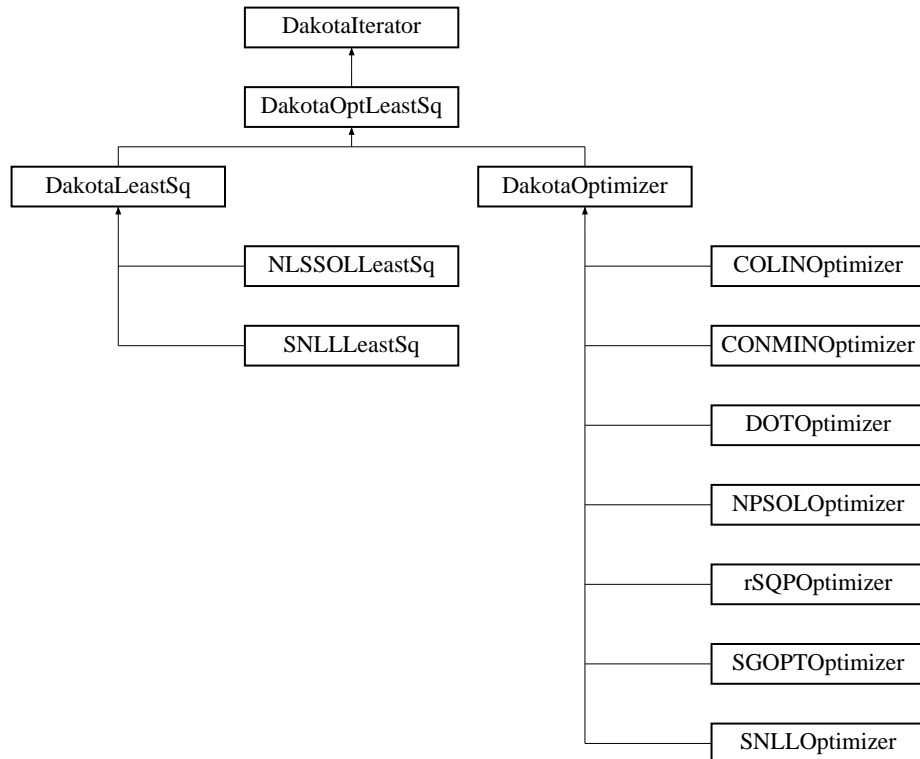 DakotaIterator
DakotaOptLeastSq
DakotaLeastSq
DakotaOptimizer
NLSSOLLeastSq
COLINOptimizer
SNLLLeastSq
CONMINOptimizer
DOTOptimizer
NPSOLOptimizer
rSQPOptimizer
SGOPTOptimizer
SNLLOptimizer